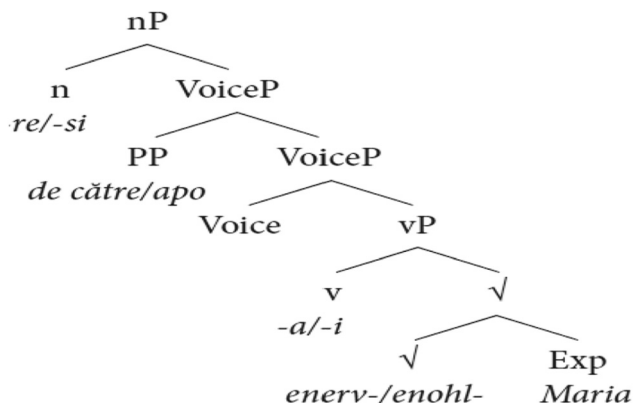 nP
n VoiceP
-re/-si
PP VoiceP
de către/apo
Voice vP
v √
-a/-i
√ Exp
enerv-/enohl- Maria